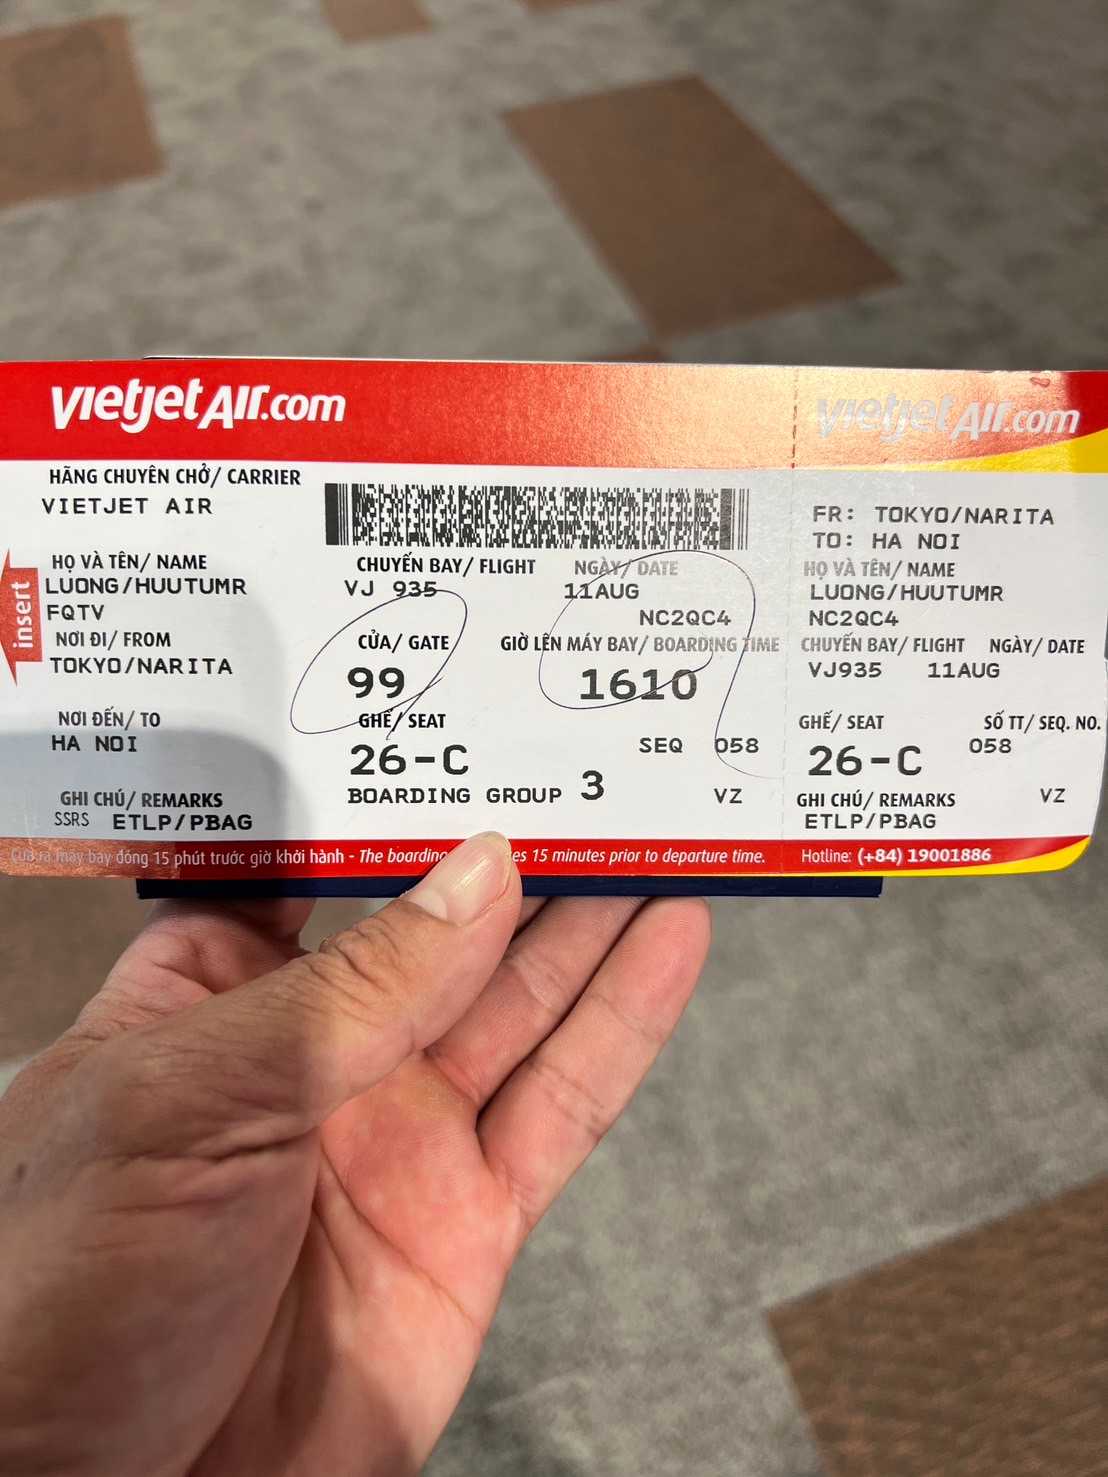 vietjetAir.com
vietjetAir.com
HÃNG CHUYÊN CHỞ/ CARRIER
VIETJET AIR
FR: TOKYO/NARITA
TO: HA NOI
HỌ VÀ TÊN/ NAME
CHUYẾN BAY/ FLIGHT
NGÀY/ DATE
HỌ VÀ TÊN/ NAME
LUONG/HUUTUMR
VJ 935
11AUG
LUONG/HUUTUMR
insert
FQTV
NC2QC4
NC2QC4
NƠI ĐI/ FROM
CỬA/ GATE
GIỜ LÊN MÁY BAY/ BOARDING TIME
CHUYẾN BAY/ FLIGHT
NGÀY/ DATE
TOKYO/NARITA
99
1610
VJ935
11AUG
NƠI ĐẾN/ TO
GHẾ/ SEAT
GHẾ/ SEAT
SỐ TT/ SEQ. NO.
HA NOI
26-C
SEQ 058
26-C
058
GHI CHÚ/ REMARKS
BOARDING GROUP 3
VZ
GHI CHÚ/ REMARKS
VZ
SSRS ETLP/PBAG
ETLP/PBAG
Cửa ra máy bay đóng 15 phút trước giờ khởi hành - The boarding es 15 minutes prior to departure time.
Hotline: (+84) 19001886